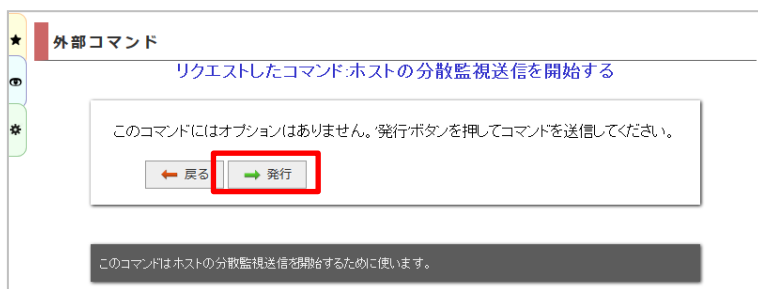 外部コマンド
リクエストしたコマンド:ホストの分散監視送信を開始する
このコマンドにはオプションはありません。'発行'ボタンを押してコマンドを送信してください。
戻る 発行
このコマンドはホストの分散監視送信を開始するために使います。